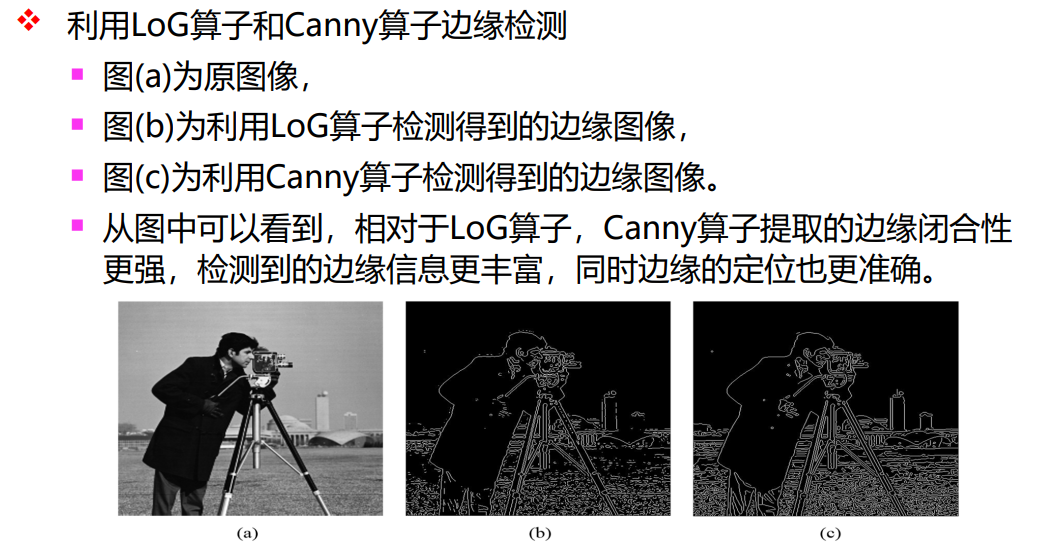 利用LoG算子和Canny算子边缘检测
图(a)为原图像，
图(b)为利用LoG算子检测得到的边缘图像，
图(c)为利用Canny算子检测得到的边缘图像。
从图中可以看到，相对于LoG算子，Canny算子提取的边缘闭合性
更强，检测到的边缘信息更丰富，同时边缘的定位也更准确。
(a)
(b)
(c)